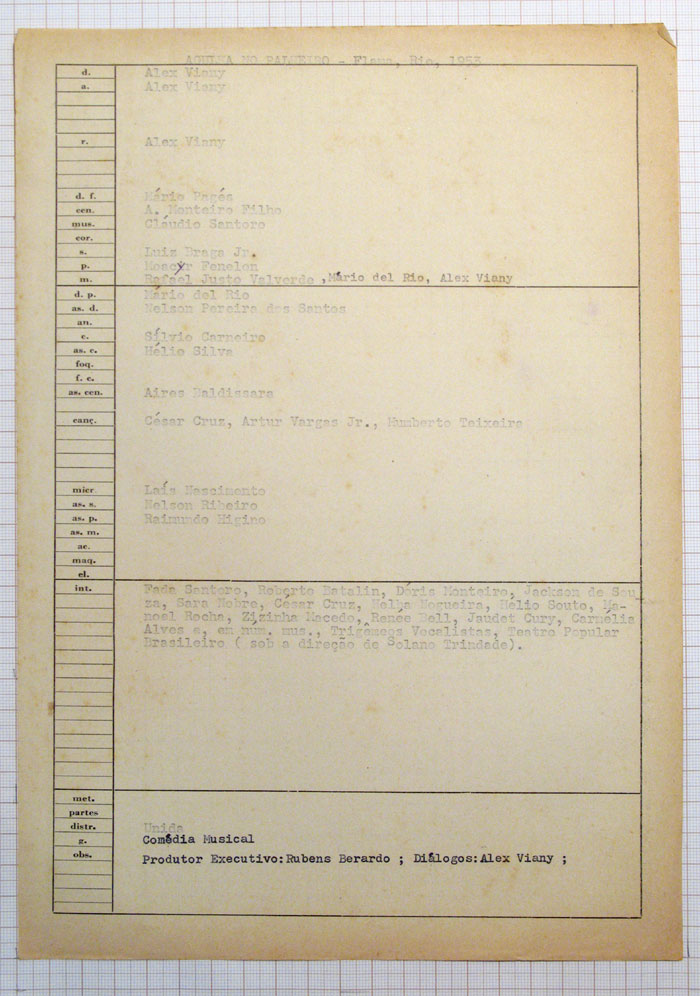 AGULHA NO PALHEIRO - Flama, Rio, 1953
d. Alex Viany
a. Alex Viany
r. Alex Viany
d. f. Mário Pagés
cen. A. Monteiro Filho
mus. Cláudio Santoro
cor.
s. Luiz Braga Jr.
p. Moacyr Fenelon
m. Rafael Justo Valverde ,Mário del Rio, Alex Viany
d. p. Mário del Rio
as. d. Nelson Pereira dos Santos
an.
c. Sílvio Carneiro
as. c. Hélio Silva
foq.
f. c.
as. cen. Aires Baldissara
canç. César Cruz, Artur Vargas Jr., Humberto Teixeira
micr. Laís Nascimento
as. s. Nelson Ribeiro
as. p. Raimundo Higino
as. m.
ac.
maq.
el.
int. Fada Santoro, Roberto Batalin, Dóris Monteiro, Jackson de Sou
za, Sara Nobre, César Cruz, Helba Nogueira, Hélio Souto, Ma-
noel Rocha, Zizinha Macedo, Renée Bell, Jaudet Cury, Carmélia
Alves e, em núm. mus., Trigêmeos Vocalistas, Teatro Popular
Brasileiro ( sob a direção de Solano Trindade).
met.
partes
distr. Unida
g. Comédia Musical
obs. Produtor Executivo:Rubens Berardo ; Diálogos:Alex Viany ;